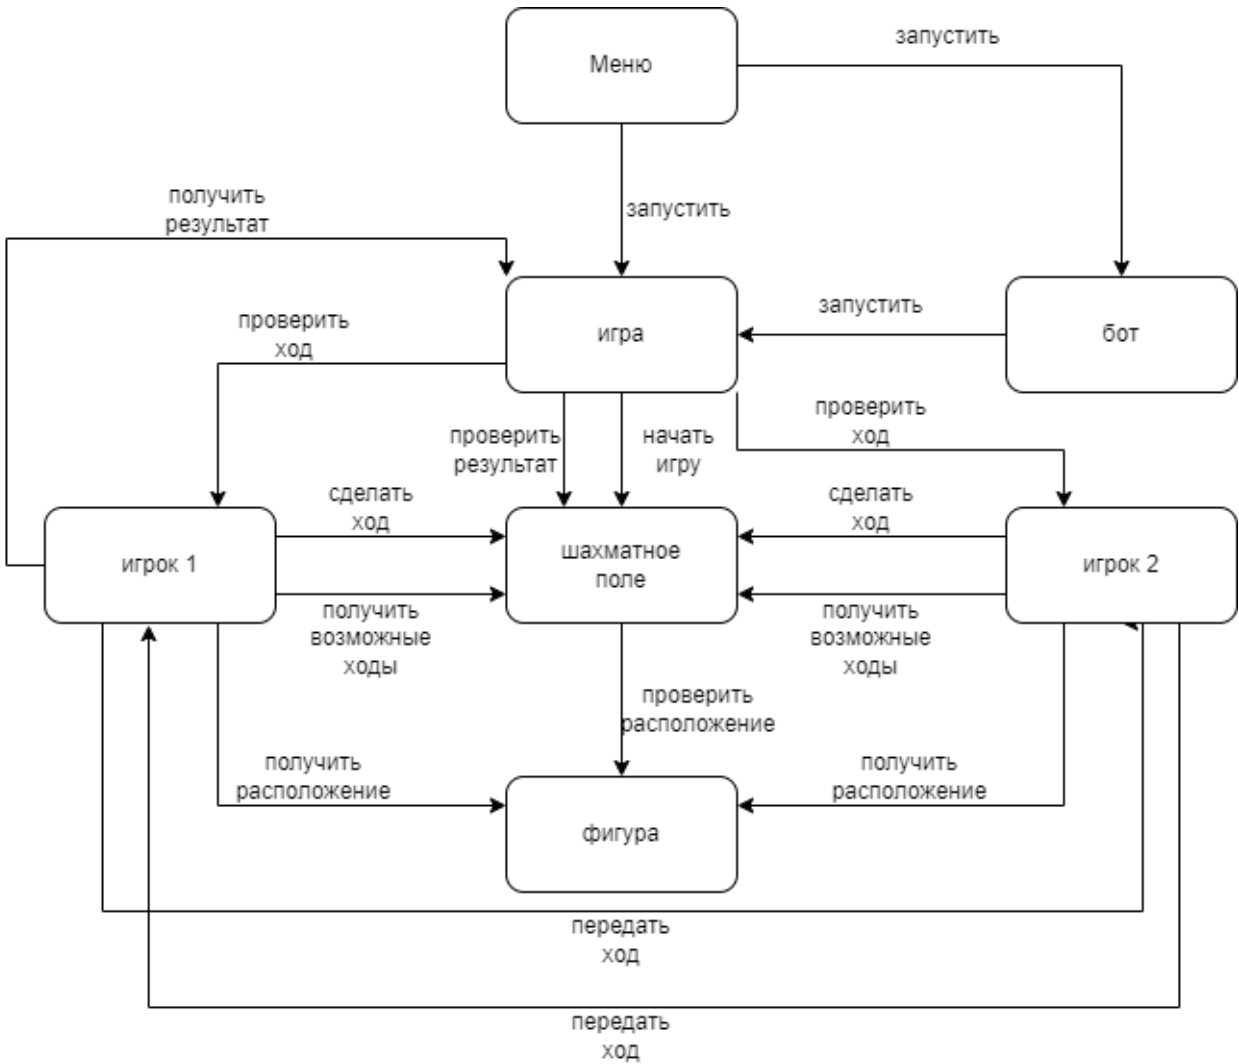 запустить
Меню
получить
результат
запустить
проверить
ход
игра
запустить
бот
проверить
результат
начать
игру
проверить
ход
сделать
ход
сделать
ход
игрок 1
шахматное
поле
игрок 2
получить
возможные
ходы
получить
возможные
ходы
проверить
расположение
получить
расположение
получить
расположение
фигура
передать
ход
передать
ход